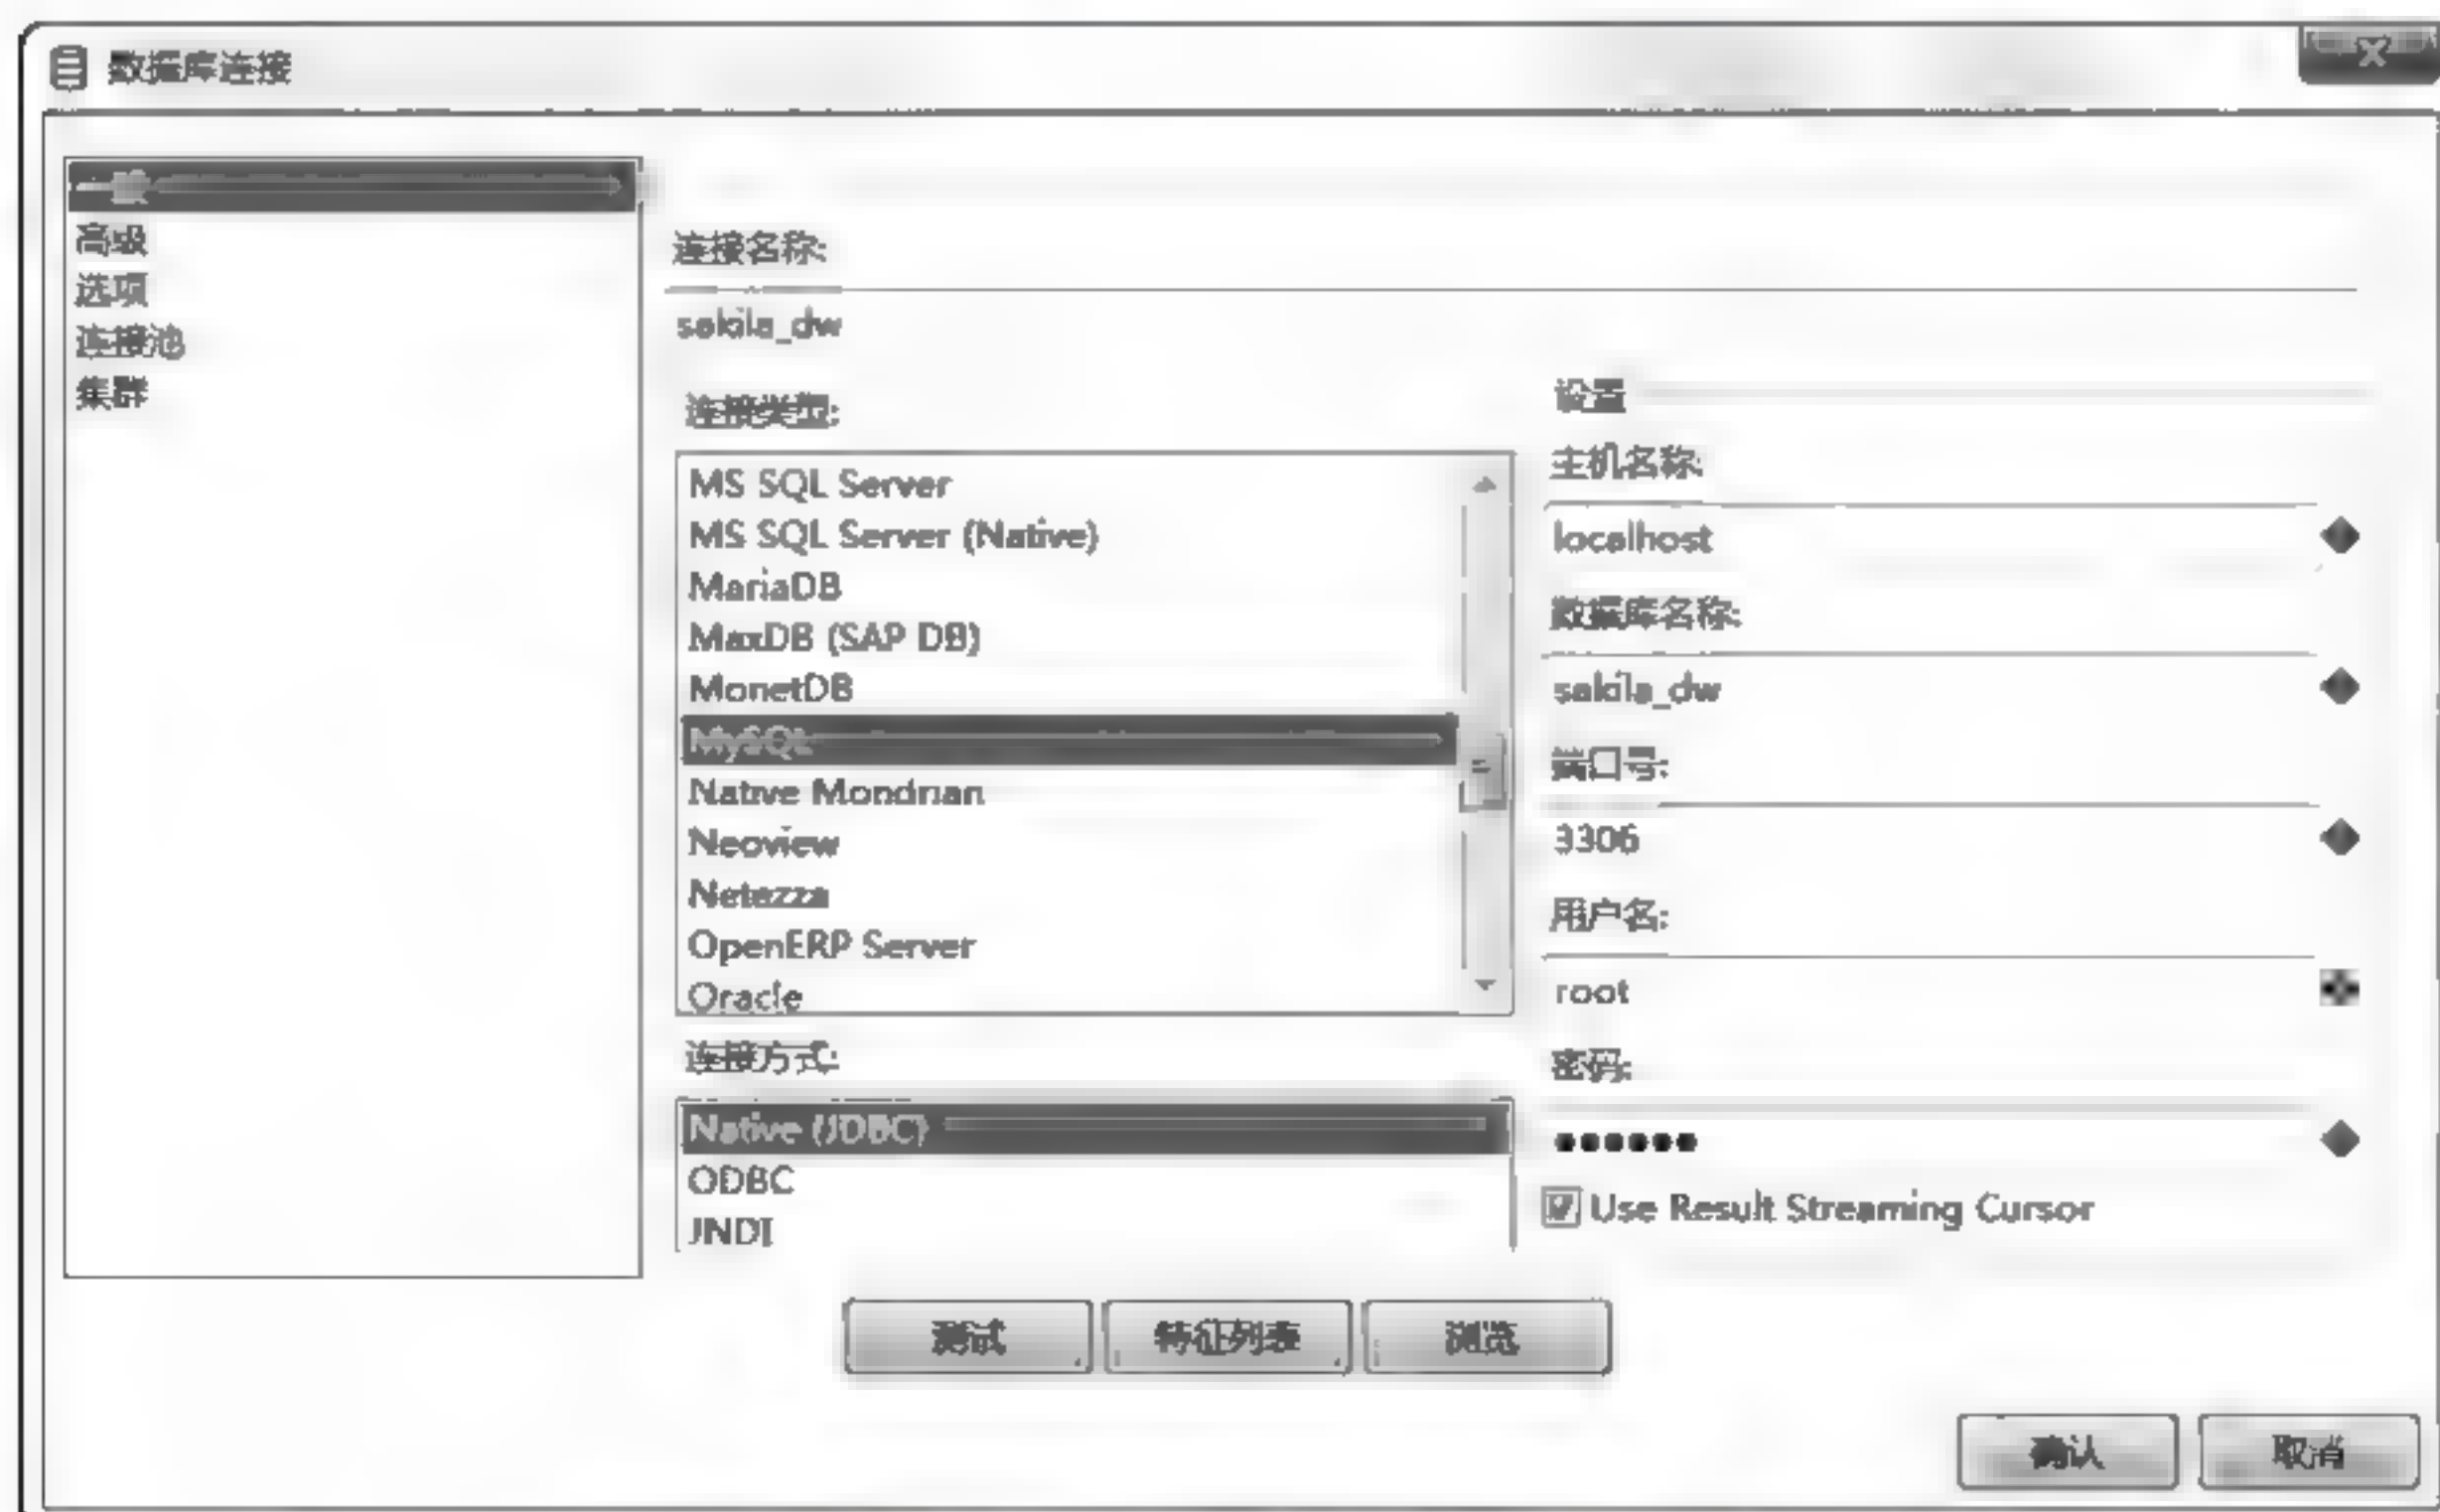 数据库连接
一般
高级
选项
连接池
集群
连接名称:
sakila_dw
连接类型:
MS SQL Server
MS SQL Server (Native)
MariaDB
MaxDB (SAP DB)
MonetDB
MySQL
Native Mondrian
Neoview
Netezza
OpenERP Server
Oracle
连接方式:
Native (JDBC)
ODBC
JNDI
设置
主机名称:
localhost
数据库名称:
sakila_dw
端口号:
3306
用户名:
root
密码:
●●●●●●
Use Result Streaming Cursor
测试
特征列表
浏览
确认
取消